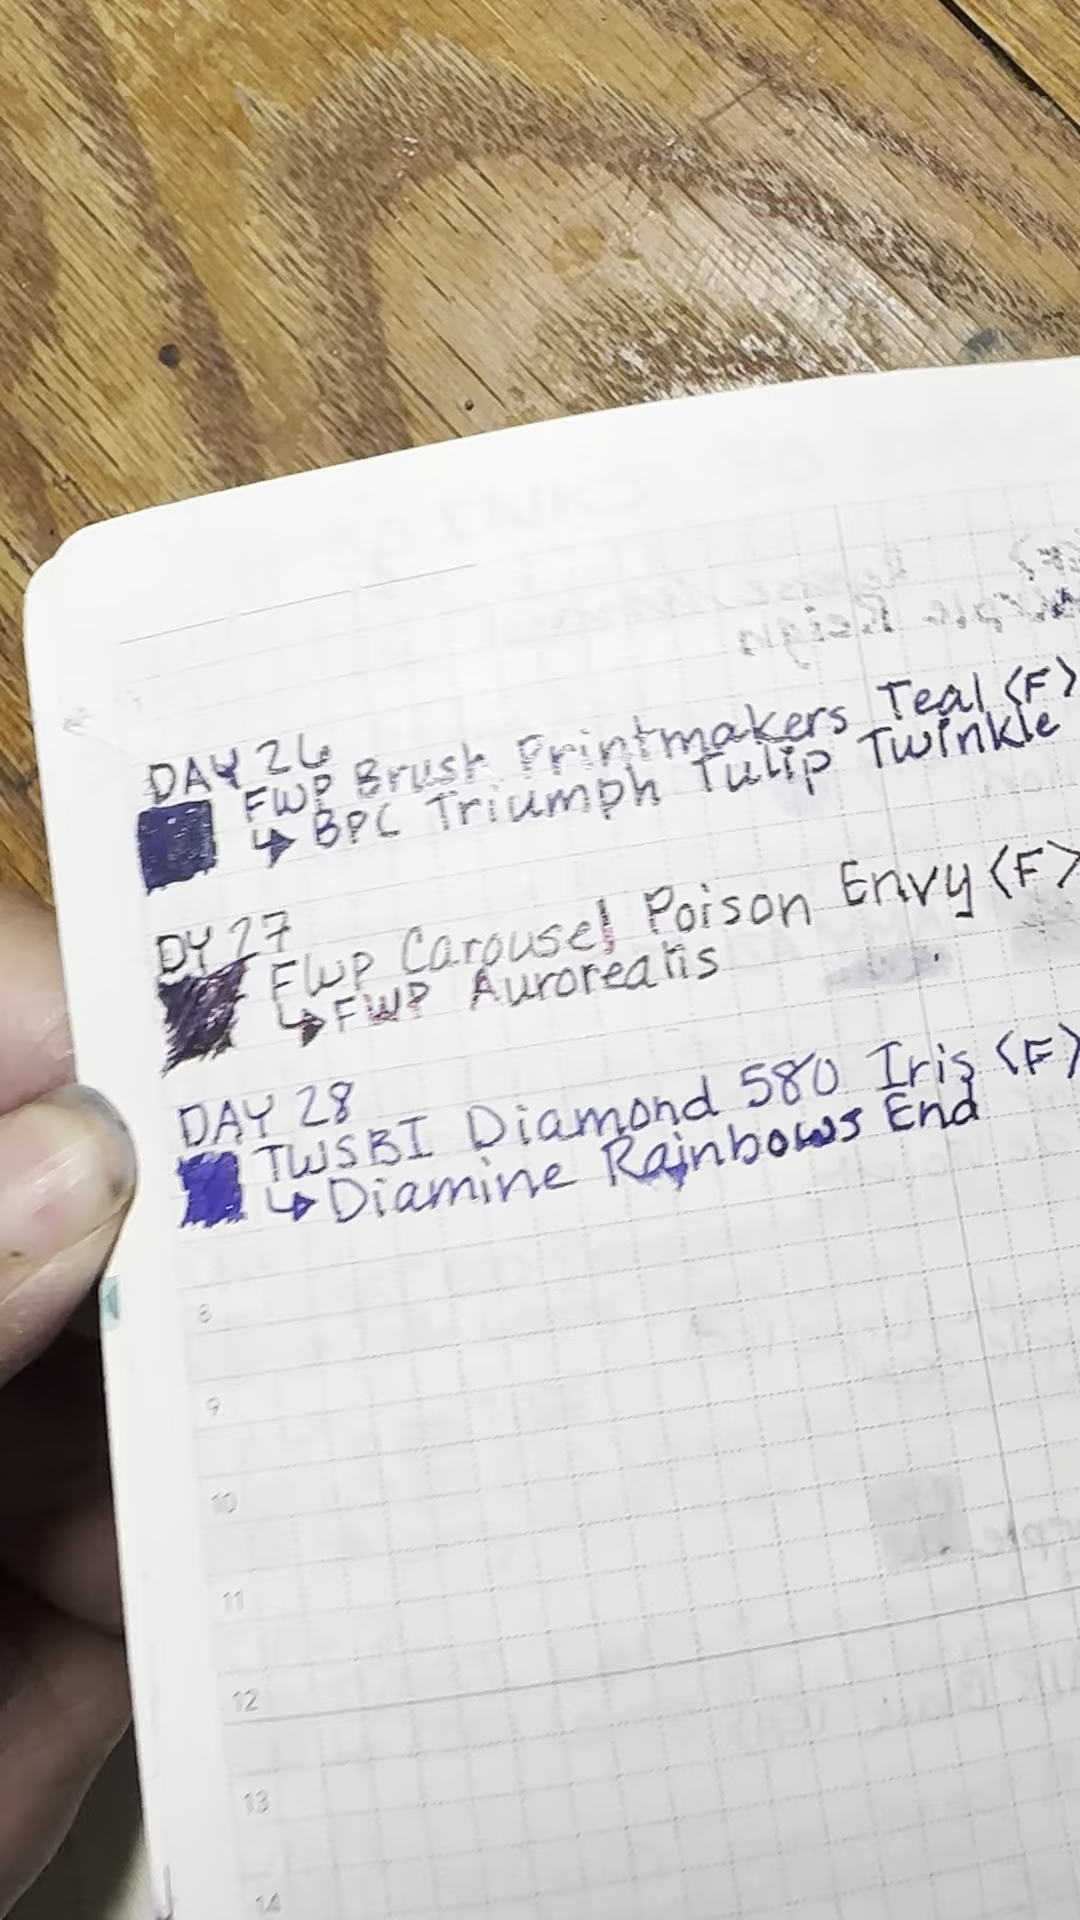 DAY 26
FWP Brush Printmakers Teal <F>
↳ BPC Triumph Tulip Twinkle
DY 27
FWP Carousel Poison Envy <F>
↳ FWP Aurorealis
DAY 28
TWSBI Diamond 580 Iris <F>
↳ Diamine Rainbows End
8
9
10
11
12
13
14